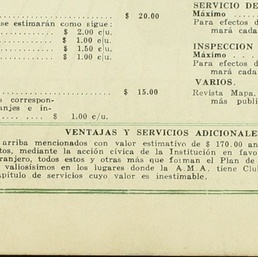 $ 20.00
se estimarán como sigue:
$ 2.00 c/u.
$ 1.00 c/u.
$ 1.50 c/u.
$ 1.00 c/u.
$ 15.00
correspon-
anjes e in-
$ 1.00 c/u.
SERVICIO DE
Máximo
Para efectos d
mará cada
INSPECCION
Máximo
Para efectos d
mará cada
VARIOS.
Revista Mapa,
más publi
VENTAJAS Y SERVICIOS ADICIONALE
arriba mencionados con valor estimativo de $ 170.00 an
tos, mediante la acción cívica de la Institución en favo
ranjero, todos estos y otras más que forman el Plan de
valiosísimos en los lugares donde la A.M.A. tiene Clu
apítulo de servicios cuyo valor es inestimable.